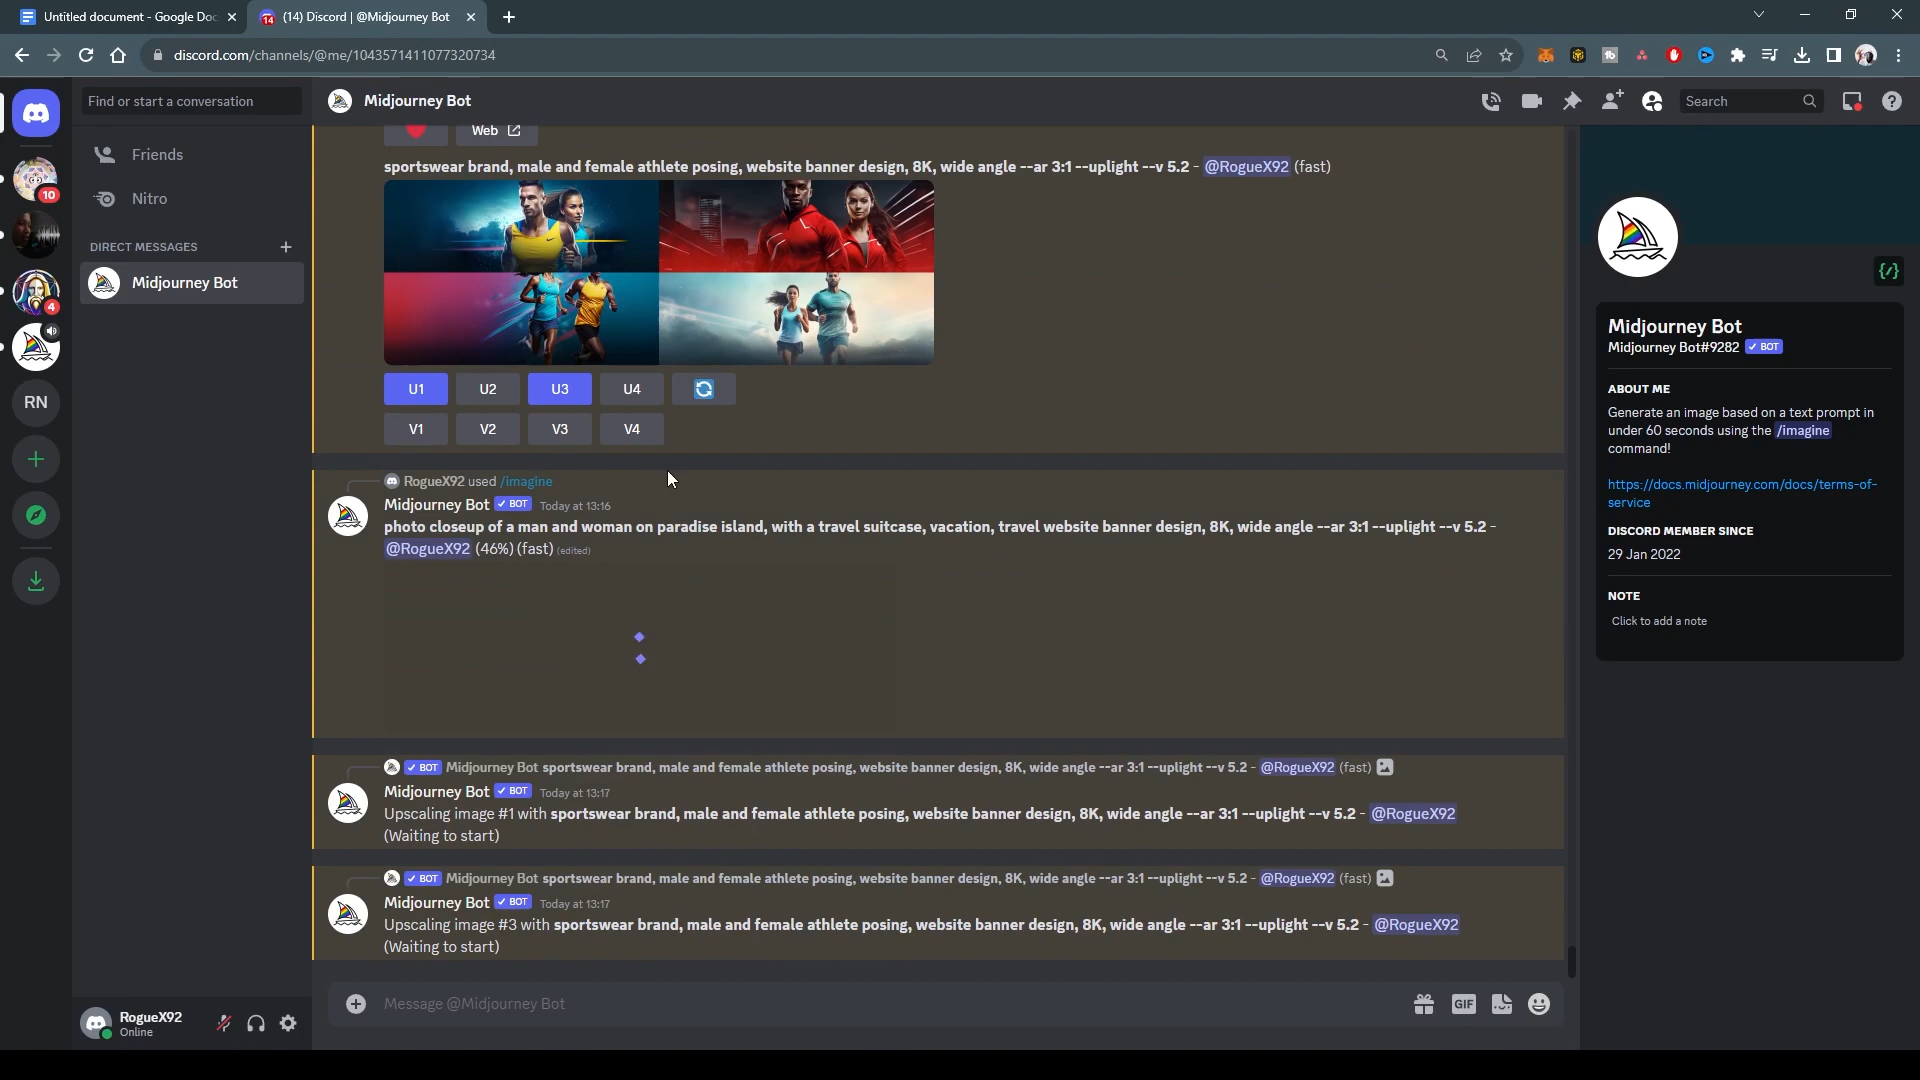 Untitled document - Google Doc
(14) Discord | @Midjourney Bot
discord.com/channels/@me/1043571411077320734
Find or start a conversation
Midjourney Bot
Search
Friends
Nitro
DIRECT MESSAGES
Midjourney Bot
10
4
RN
Web
sportswear brand, male and female athlete posing, website banner design, 8K, wide angle --ar 3:1 --uplight --v 5.2 - @RogueX92 (fast)
U1 U2 U3 U4
V1 V2 V3 V4
RogueX92 used /imagine
Midjourney Bot ✓ BOT Today at 13:16
photo closeup of a man and woman on paradise island, with a travel suitcase, vacation, travel website banner design, 8K, wide angle --ar 3:1 --uplight --v 5.2 -
@RogueX92 (46%) (fast) (edited)
✓ BOT Midjourney Bot sportswear brand, male and female athlete posing, website banner design, 8K, wide angle --ar 3:1 --uplight --v 5.2 - @RogueX92 (fast)
Midjourney Bot ✓ BOT Today at 13:17
Upscaling image #1 with sportswear brand, male and female athlete posing, website banner design, 8K, wide angle --ar 3:1 --uplight --v 5.2 - @RogueX92
(Waiting to start)
✓ BOT Midjourney Bot sportswear brand, male and female athlete posing, website banner design, 8K, wide angle --ar 3:1 --uplight --v 5.2 - @RogueX92 (fast)
Midjourney Bot ✓ BOT Today at 13:17
Upscaling image #3 with sportswear brand, male and female athlete posing, website banner design, 8K, wide angle --ar 3:1 --uplight --v 5.2 - @RogueX92
(Waiting to start)
Message @Midjourney Bot
GIF
RogueX92
Online
Midjourney Bot
Midjourney Bot#9282 ✓ BOT
ABOUT ME
Generate an image based on a text prompt in
under 60 seconds using the /imagine
command!
https://docs.midjourney.com/docs/terms-of-
service
DISCORD MEMBER SINCE
29 Jan 2022
NOTE
Click to add a note